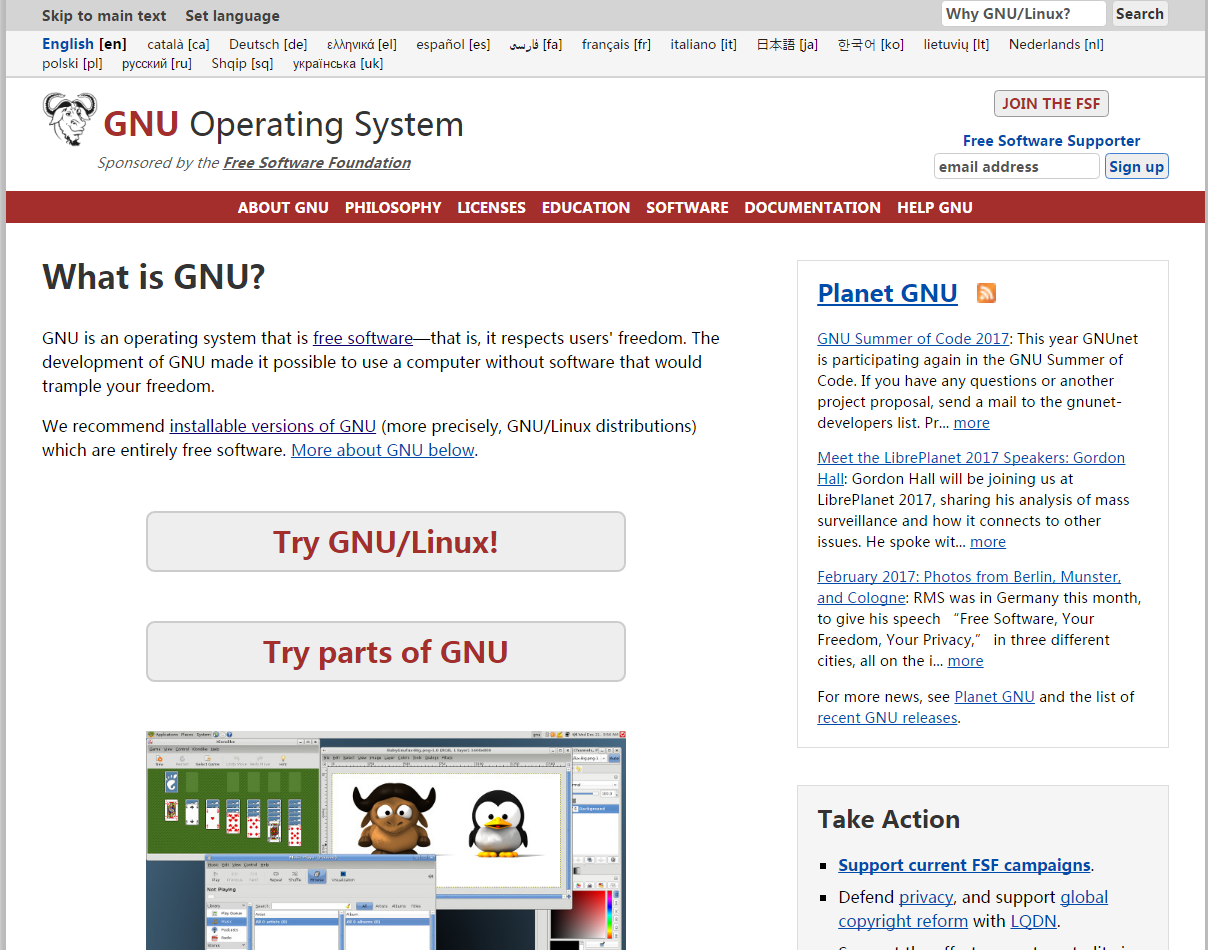 Skip to main text Set language Why GNU/Linux? Search
English [en] català [ca] Deutsch [de] ελληνικά [el] español [es] فارسی [fa] français [fr] italiano [it] 日本語 [ja] 한국어 [ko] lietuvių [lt] Nederlands [nl]
polski [pl] русский [ru] Shqip [sq] українська [uk]
GNU Operating System
Sponsored by the Free Software Foundation
JOIN THE FSF
Free Software Supporter
email address Sign up
ABOUT GNU PHILOSOPHY LICENSES EDUCATION SOFTWARE DOCUMENTATION HELP GNU
What is GNU?
GNU is an operating system that is free software—that is, it respects users' freedom. The
development of GNU made it possible to use a computer without software that would
trample your freedom.
We recommend installable versions of GNU (more precisely, GNU/Linux distributions)
which are entirely free software. More about GNU below.
Try GNU/Linux!
Try parts of GNU
Planet GNU
GNU Summer of Code 2017: This year GNUnet
is participating again in the GNU Summer of
Code. If you have any questions or another
project proposal, send a mail to the gnunet-
developers list. Pr... more
Meet the LibrePlanet 2017 Speakers: Gordon
Hall: Gordon Hall will be joining us at
LibrePlanet 2017, sharing his analysis of mass
surveillance and how it connects to other
issues. He spoke wit... more
February 2017: Photos from Berlin, Munster,
and Cologne: RMS was in Germany this month,
to give his speech “Free Software, Your
Freedom, Your Privacy,” in three different
cities, all on the i... more
For more news, see Planet GNU and the list of
recent GNU releases.
Take Action
Support current FSF campaigns.
Defend privacy, and support global
copyright reform with LQDN.